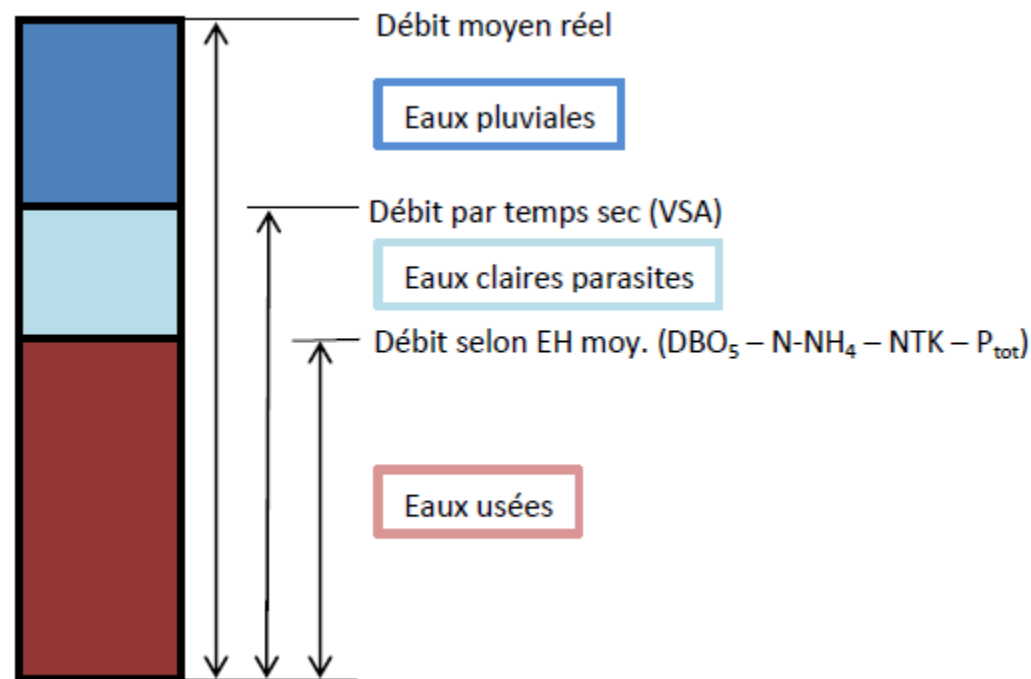 Débit moyen réel
Eaux pluviales
Débit par temps sec (VSA)
Eaux claires parasites
Débit selon EH moy. (DBO₅ – N-NH₄ – NTK – Pₜₒₜ)
Eaux usées